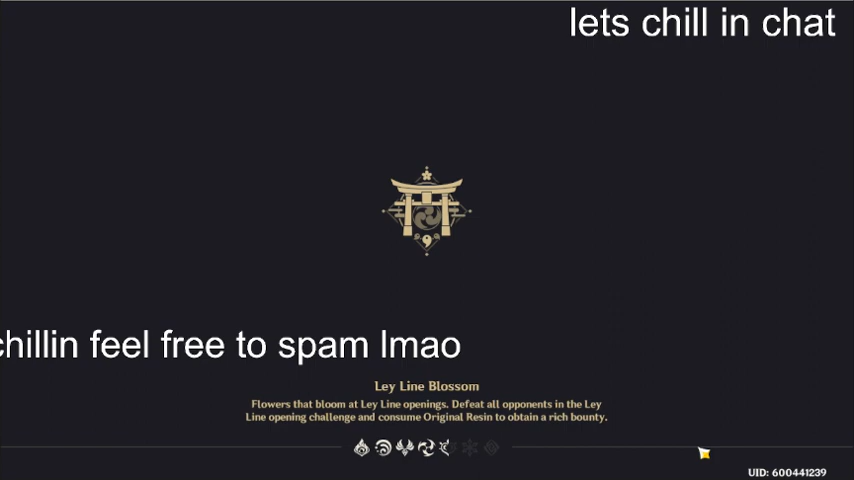 lets chill in chat
chillin feel free to spam lmao
Ley Line Blossom
Flowers that bloom at Ley Line openings. Defeat all opponents in the Ley
Line opening challenge and consume Original Resin to obtain a rich bounty.
UID: 600441239